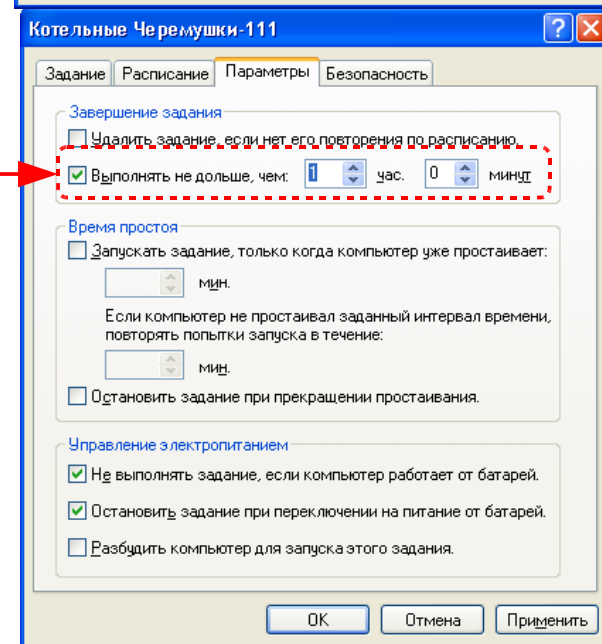 Котельные Черемушки-111
Задание Расписание Параметры Безопасность
Завершение задания
Удалить задание, если нет его повторения по расписанию.
Выполнять не дольше, чем: 1 час. 0 минут
Время простоя
Запускать задание, только когда компьютер уже простаивает:
мин.
Если компьютер не простаивал заданный интервал времени,
повторять попытки запуска в течение:
мин.
Остановить задание при прекращении простаивания.
Управление электропитанием
Не выполнять задание, если компьютер работает от батарей.
Остановить задание при переключении на питание от батарей.
Разбудить компьютер для запуска этого задания.
OK Отмена Применить